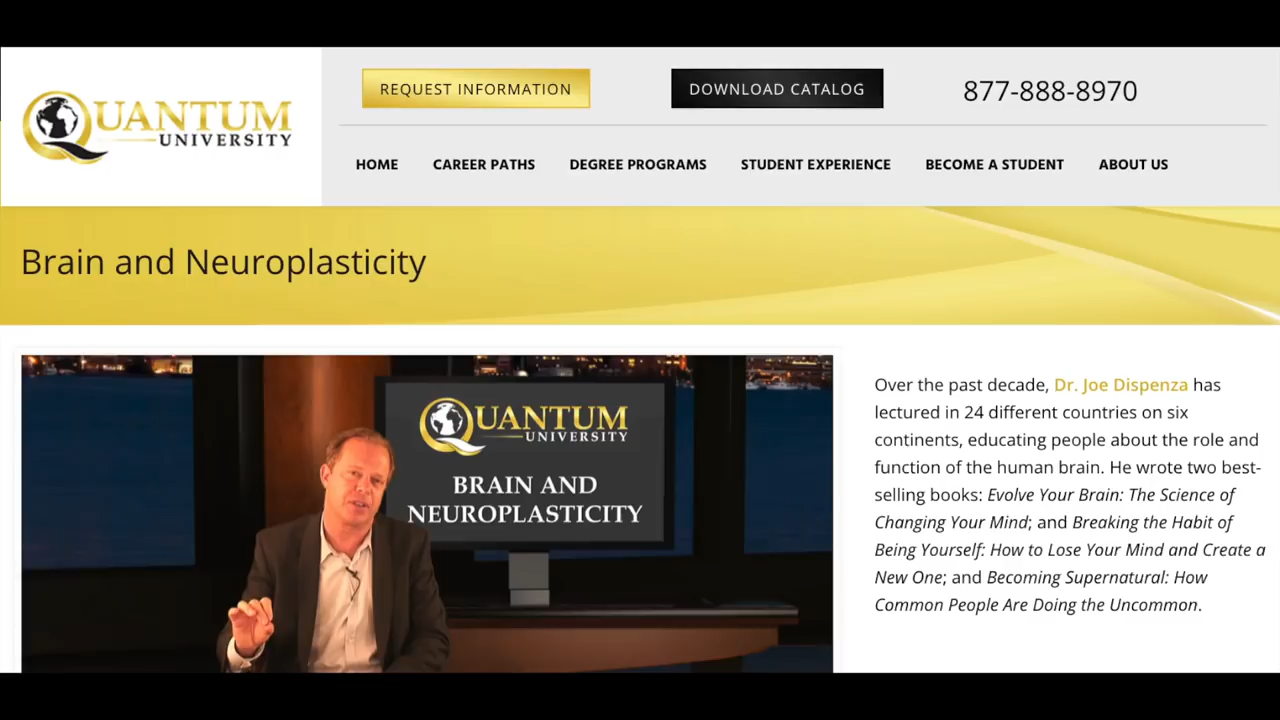 REQUEST INFORMATION
DOWNLOAD CATALOG
877-888-8970
QUANTUM
UNIVERSITY
HOME
CAREER PATHS
DEGREE PROGRAMS
STUDENT EXPERIENCE
BECOME A STUDENT
ABOUT US
Brain and Neuroplasticity
QUANTUM
UNIVERSITY
BRAIN AND
NEUROPLASTICITY
Over the past decade, Dr. Joe Dispenza has
lectured in 24 different countries on six
continents, educating people about the role and
function of the human brain. He wrote two best-
selling books: Evolve Your Brain: The Science of
Changing Your Mind; and Breaking the Habit of
Being Yourself: How to Lose Your Mind and Create a
New One; and Becoming Supernatural: How
Common People Are Doing the Uncommon.